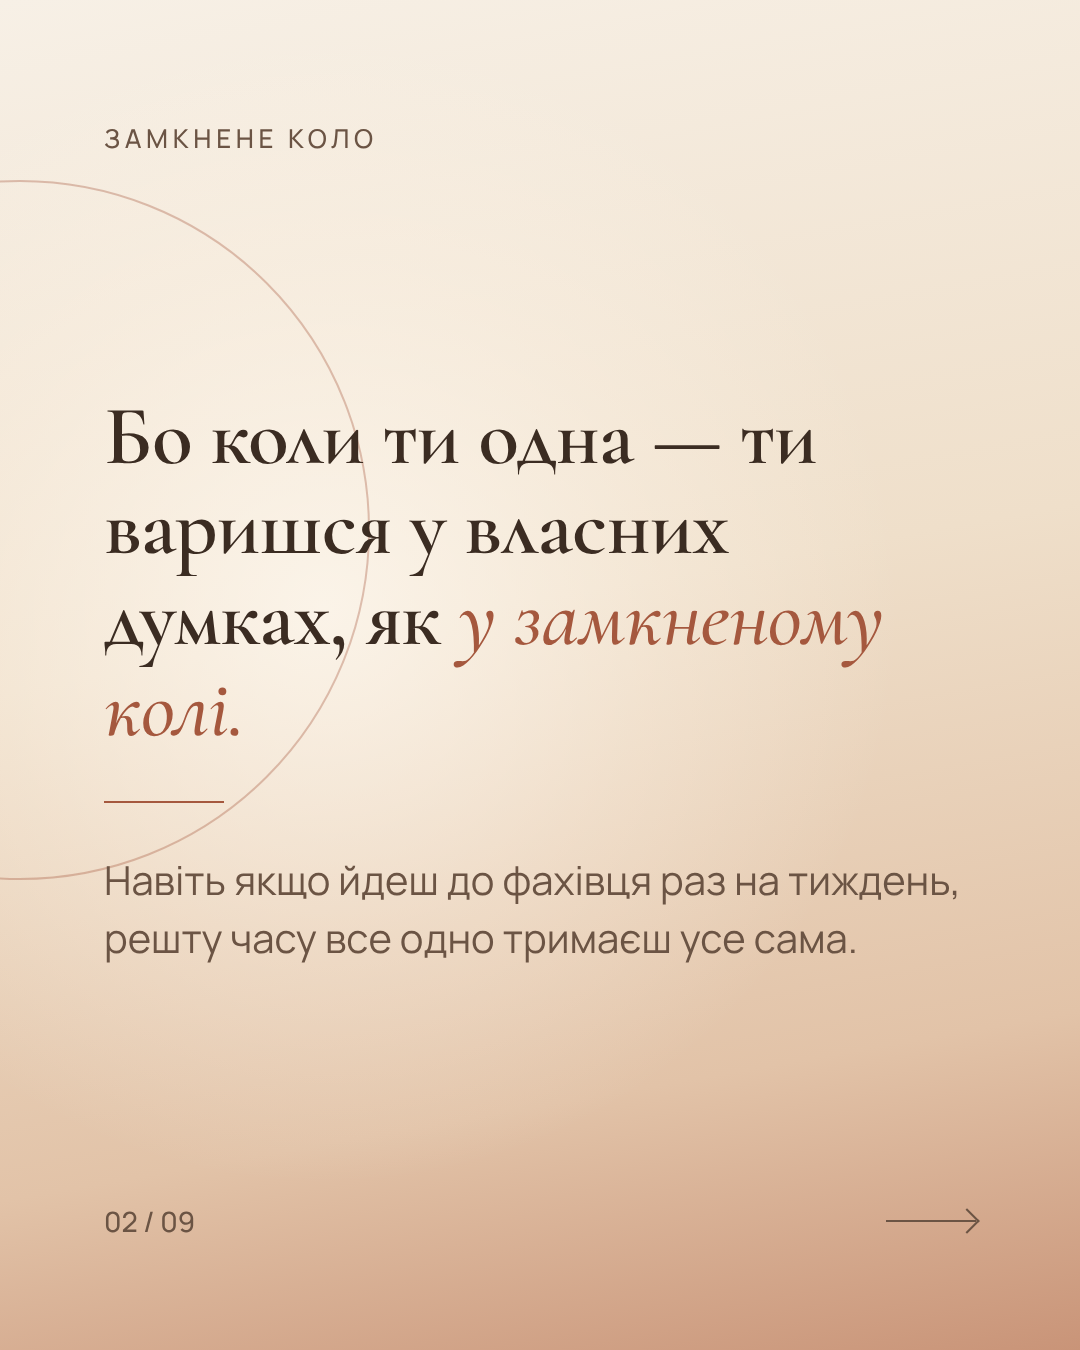 ЗАМКНЕНЕ КОЛО
Бо коли ти одна — ти
варишся у власних
думках, як у замкненому
колі.
Навіть якщо йдеш до фахівця раз на тиждень,
решту часу все одно тримаєш усе сама.
02 / 09